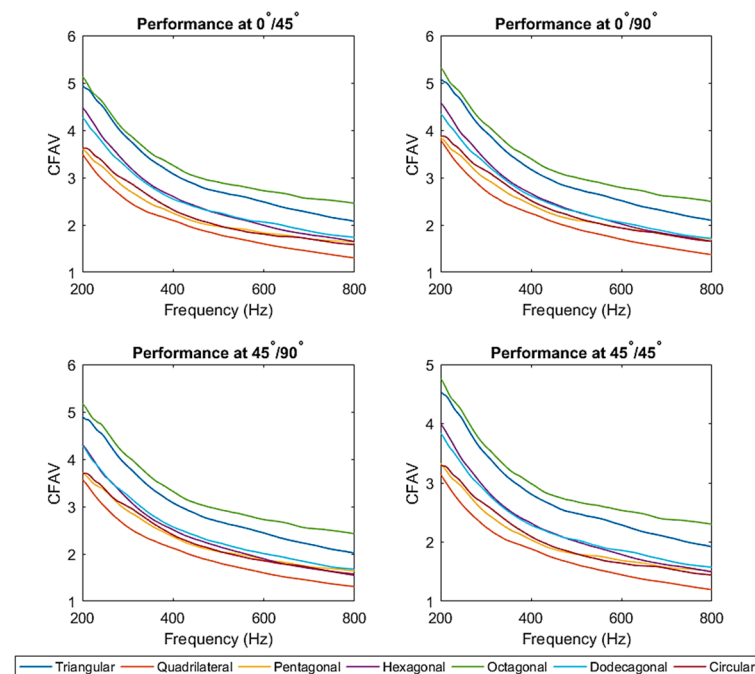 Performance at 0°/45°
6
5
4
3
2
1
CFAV
200 400 600 800
Frequency (Hz)
Performance at 0°/90°
6
5
4
3
2
1
CFAV
200 400 600 800
Frequency (Hz)
Performance at 45°/90°
6
5
4
3
2
1
CFAV
200 400 600 800
Frequency (Hz)
Performance at 45°/45°
5
4
3
2
1
CFAV
200 400 600 800
Frequency (Hz)
Triangular Quadrilateral Pentagonal Hexagonal Octagonal Dodecagonal Circular